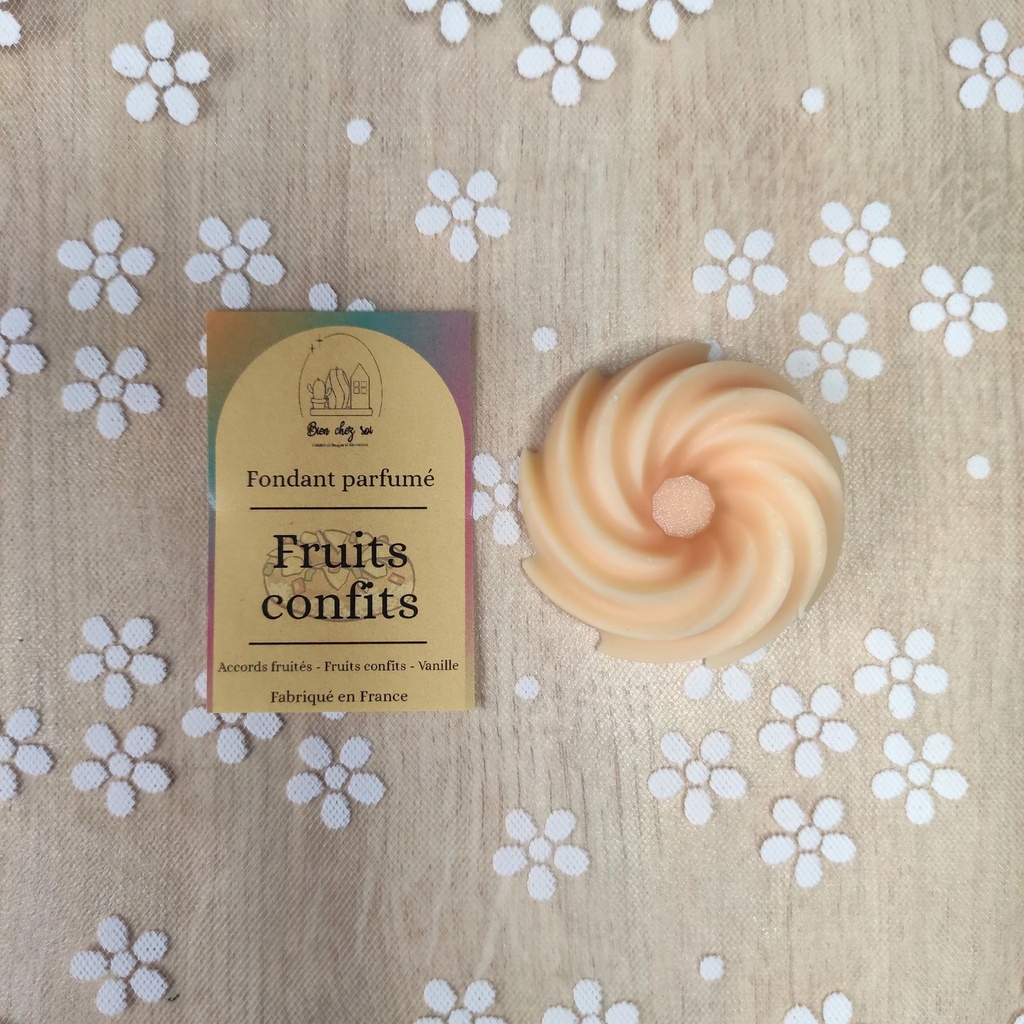 Bien chez soi
Fondant parfumé
Fruits
confits
Accords fruités - Fruits confits - Vanille
Fabriqué en France